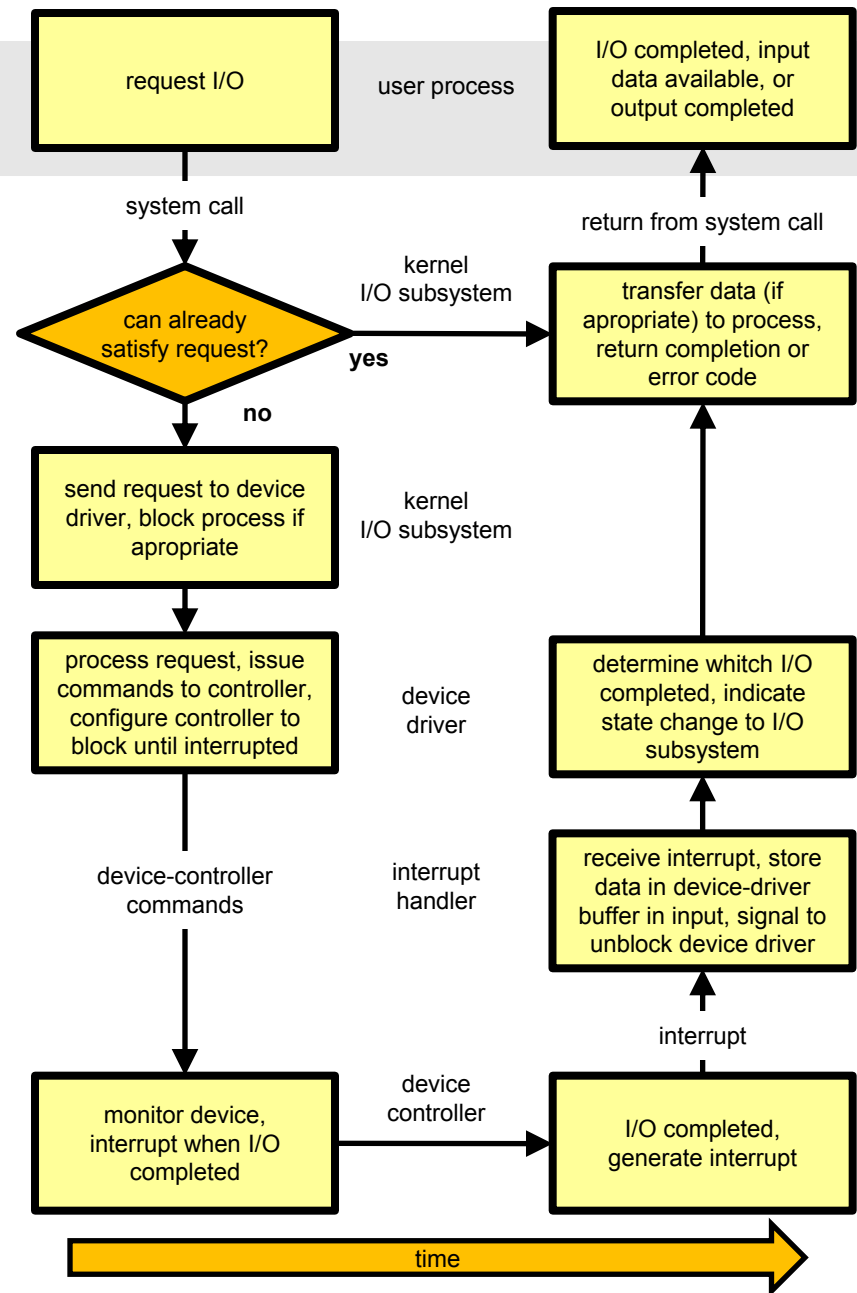 request I/O
user process
I/O completed, input
data available, or
output completed
system call
return from system call
kernel
I/O subsystem
can already
satisfy request?
yes
no
transfer data (if
apropriate) to process,
return completion or
error code
send request to device
driver, block process if
apropriate
kernel
I/O subsystem
process request, issue
commands to controller,
configure controller to
block until interrupted
device
driver
determine whitch I/O
completed, indicate
state change to I/O
subsystem
device-controller
commands
interrupt
handler
receive interrupt, store
data in device-driver
buffer in input, signal to
unblock device driver
interrupt
monitor device,
interrupt when I/O
completed
device
controller
I/O completed,
generate interrupt
time